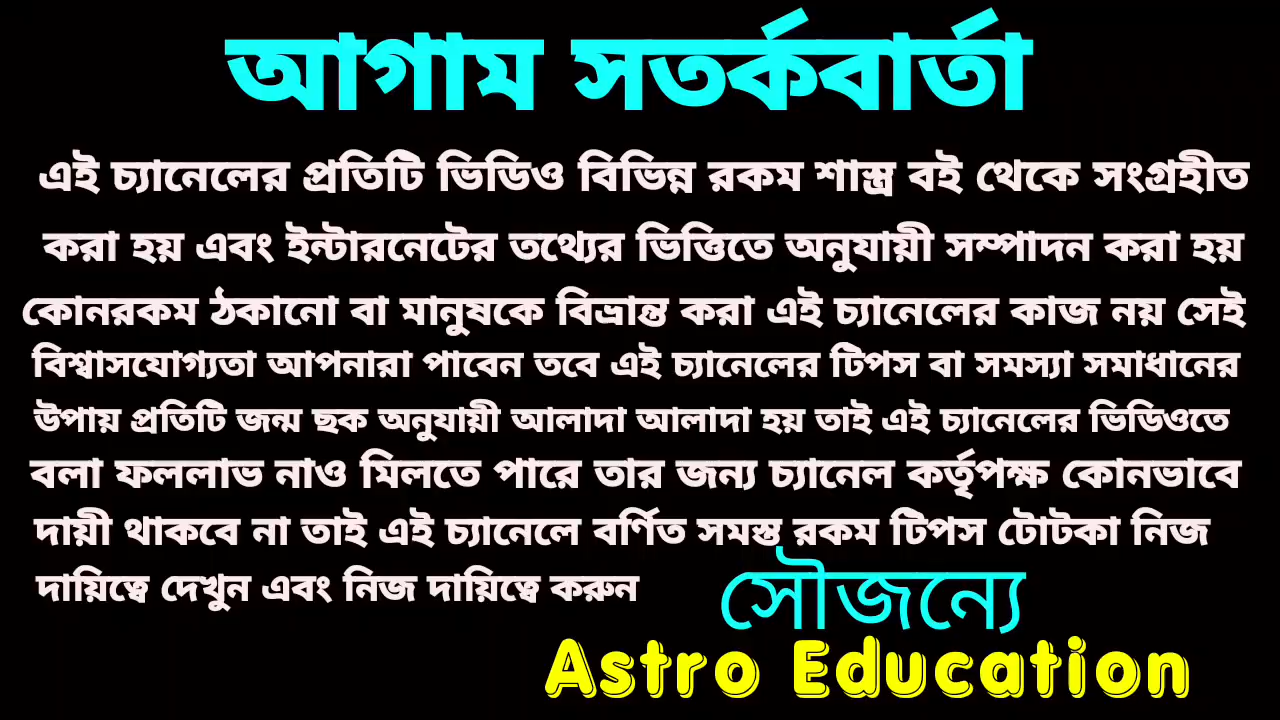 আগাম সতর্কবার্তা
এই চ্যানেলের প্রতিটি ভিডিও বিভিন্ন রকম শাস্ত্র বই থেকে সংগ্রহীত
করা হয় এবং ইন্টারনেটের তথ্যের ভিত্তিতে অনুযায়ী সম্পাদন করা হয়
কোনরকম ঠকানো বা মানুষকে বিভ্রান্ত করা এই চ্যানেলের কাজ নয় সেই
বিশ্বাসযোগ্যতা আপনারা পাবেন তবে এই চ্যানেলের টিপস বা সমস্যা সমাধানের
উপায় প্রতিটি জন্ম ছক অনুযায়ী আলাদা আলাদা হয় তাই এই চ্যানেলের ভিডিওতে
বলা ফললাভ নাও মিলতে পারে তার জন্য চ্যানেল কর্তৃপক্ষ কোনভাবে
দায়ী থাকবে না তাই এই চ্যানেলে বর্ণিত সমস্ত রকম টিপস টোটকা নিজ
দায়িত্বে দেখুন এবং নিজ দায়িত্বে করুন
সৌজন্যে
Astro Education